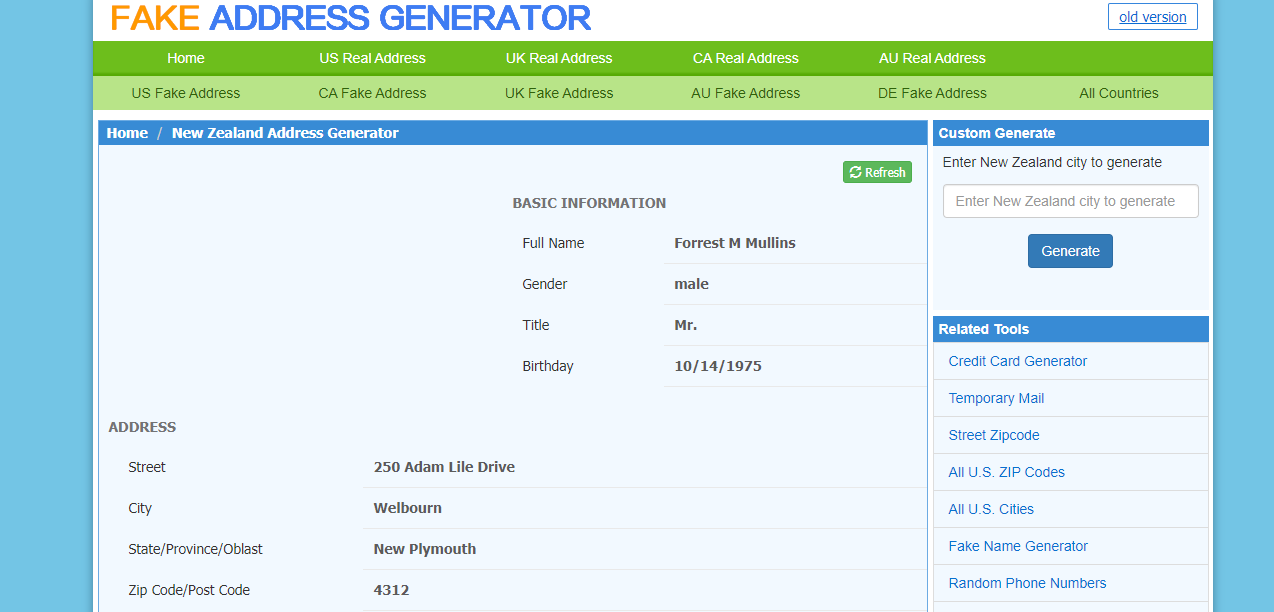 FAKE ADDRESS GENERATOR
old version
Home US Real Address UK Real Address CA Real Address AU Real Address
US Fake Address CA Fake Address UK Fake Address AU Fake Address DE Fake Address All Countries
Home / New Zealand Address Generator
Refresh
BASIC INFORMATION
Full Name Forrest M Mullins
Gender male
Title Mr.
Birthday 10/14/1975
ADDRESS
Street 250 Adam Lile Drive
City Welbourn
State/Province/Oblast New Plymouth
Zip Code/Post Code 4312
Custom Generate
Enter New Zealand city to generate
Enter New Zealand city to generate
Generate
Related Tools
Credit Card Generator
Temporary Mail
Street Zipcode
All U.S. ZIP Codes
All U.S. Cities
Fake Name Generator
Random Phone Numbers